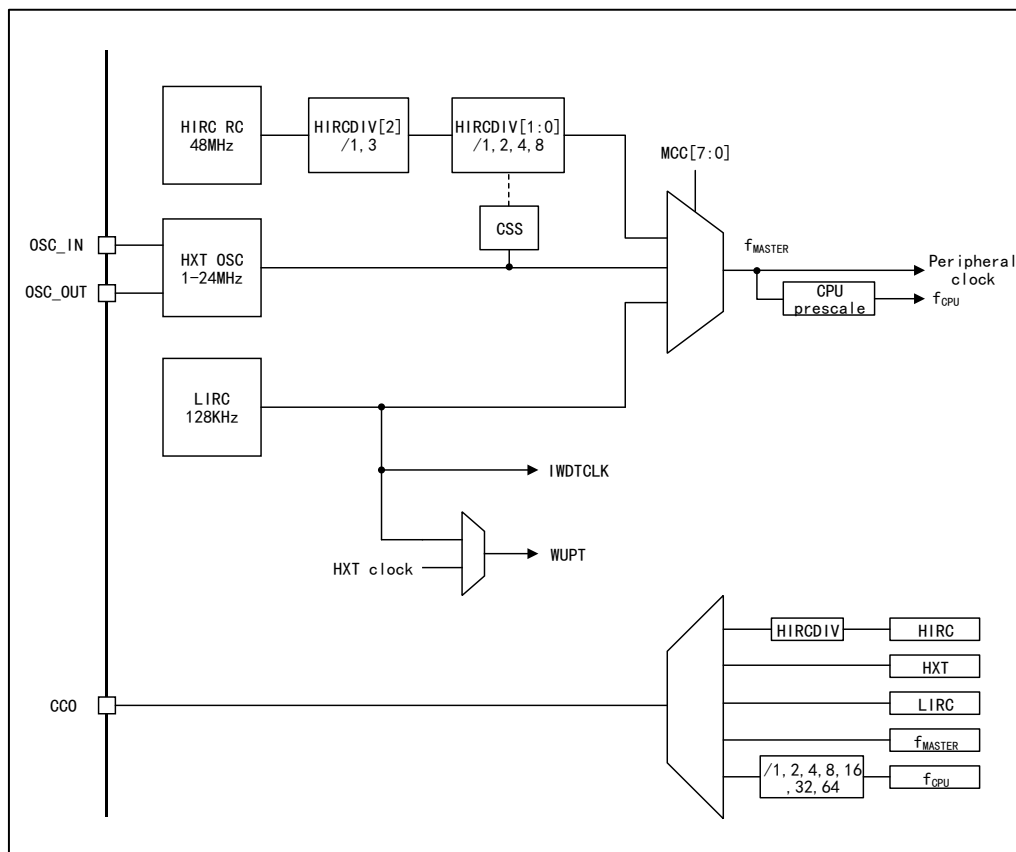 HIRC RC
48MHz
HIRCDIV[2]
/1,3
HIRCDIV[1:0]
/1,2,4,8
MCC[7:0]
CSS
OSC_IN
OSC_OUT
HXT OSC
1-24MHz
fMASTER
Peripheral
clock
CPU
prescale
fCPU
LIRC
128KHz
IWDTCLK
HXT clock
WUPT
HIRCDIV
HIRC
HXT
CCO
LIRC
fMASTER
/1,2,4,8,16
,32,64
fCPU